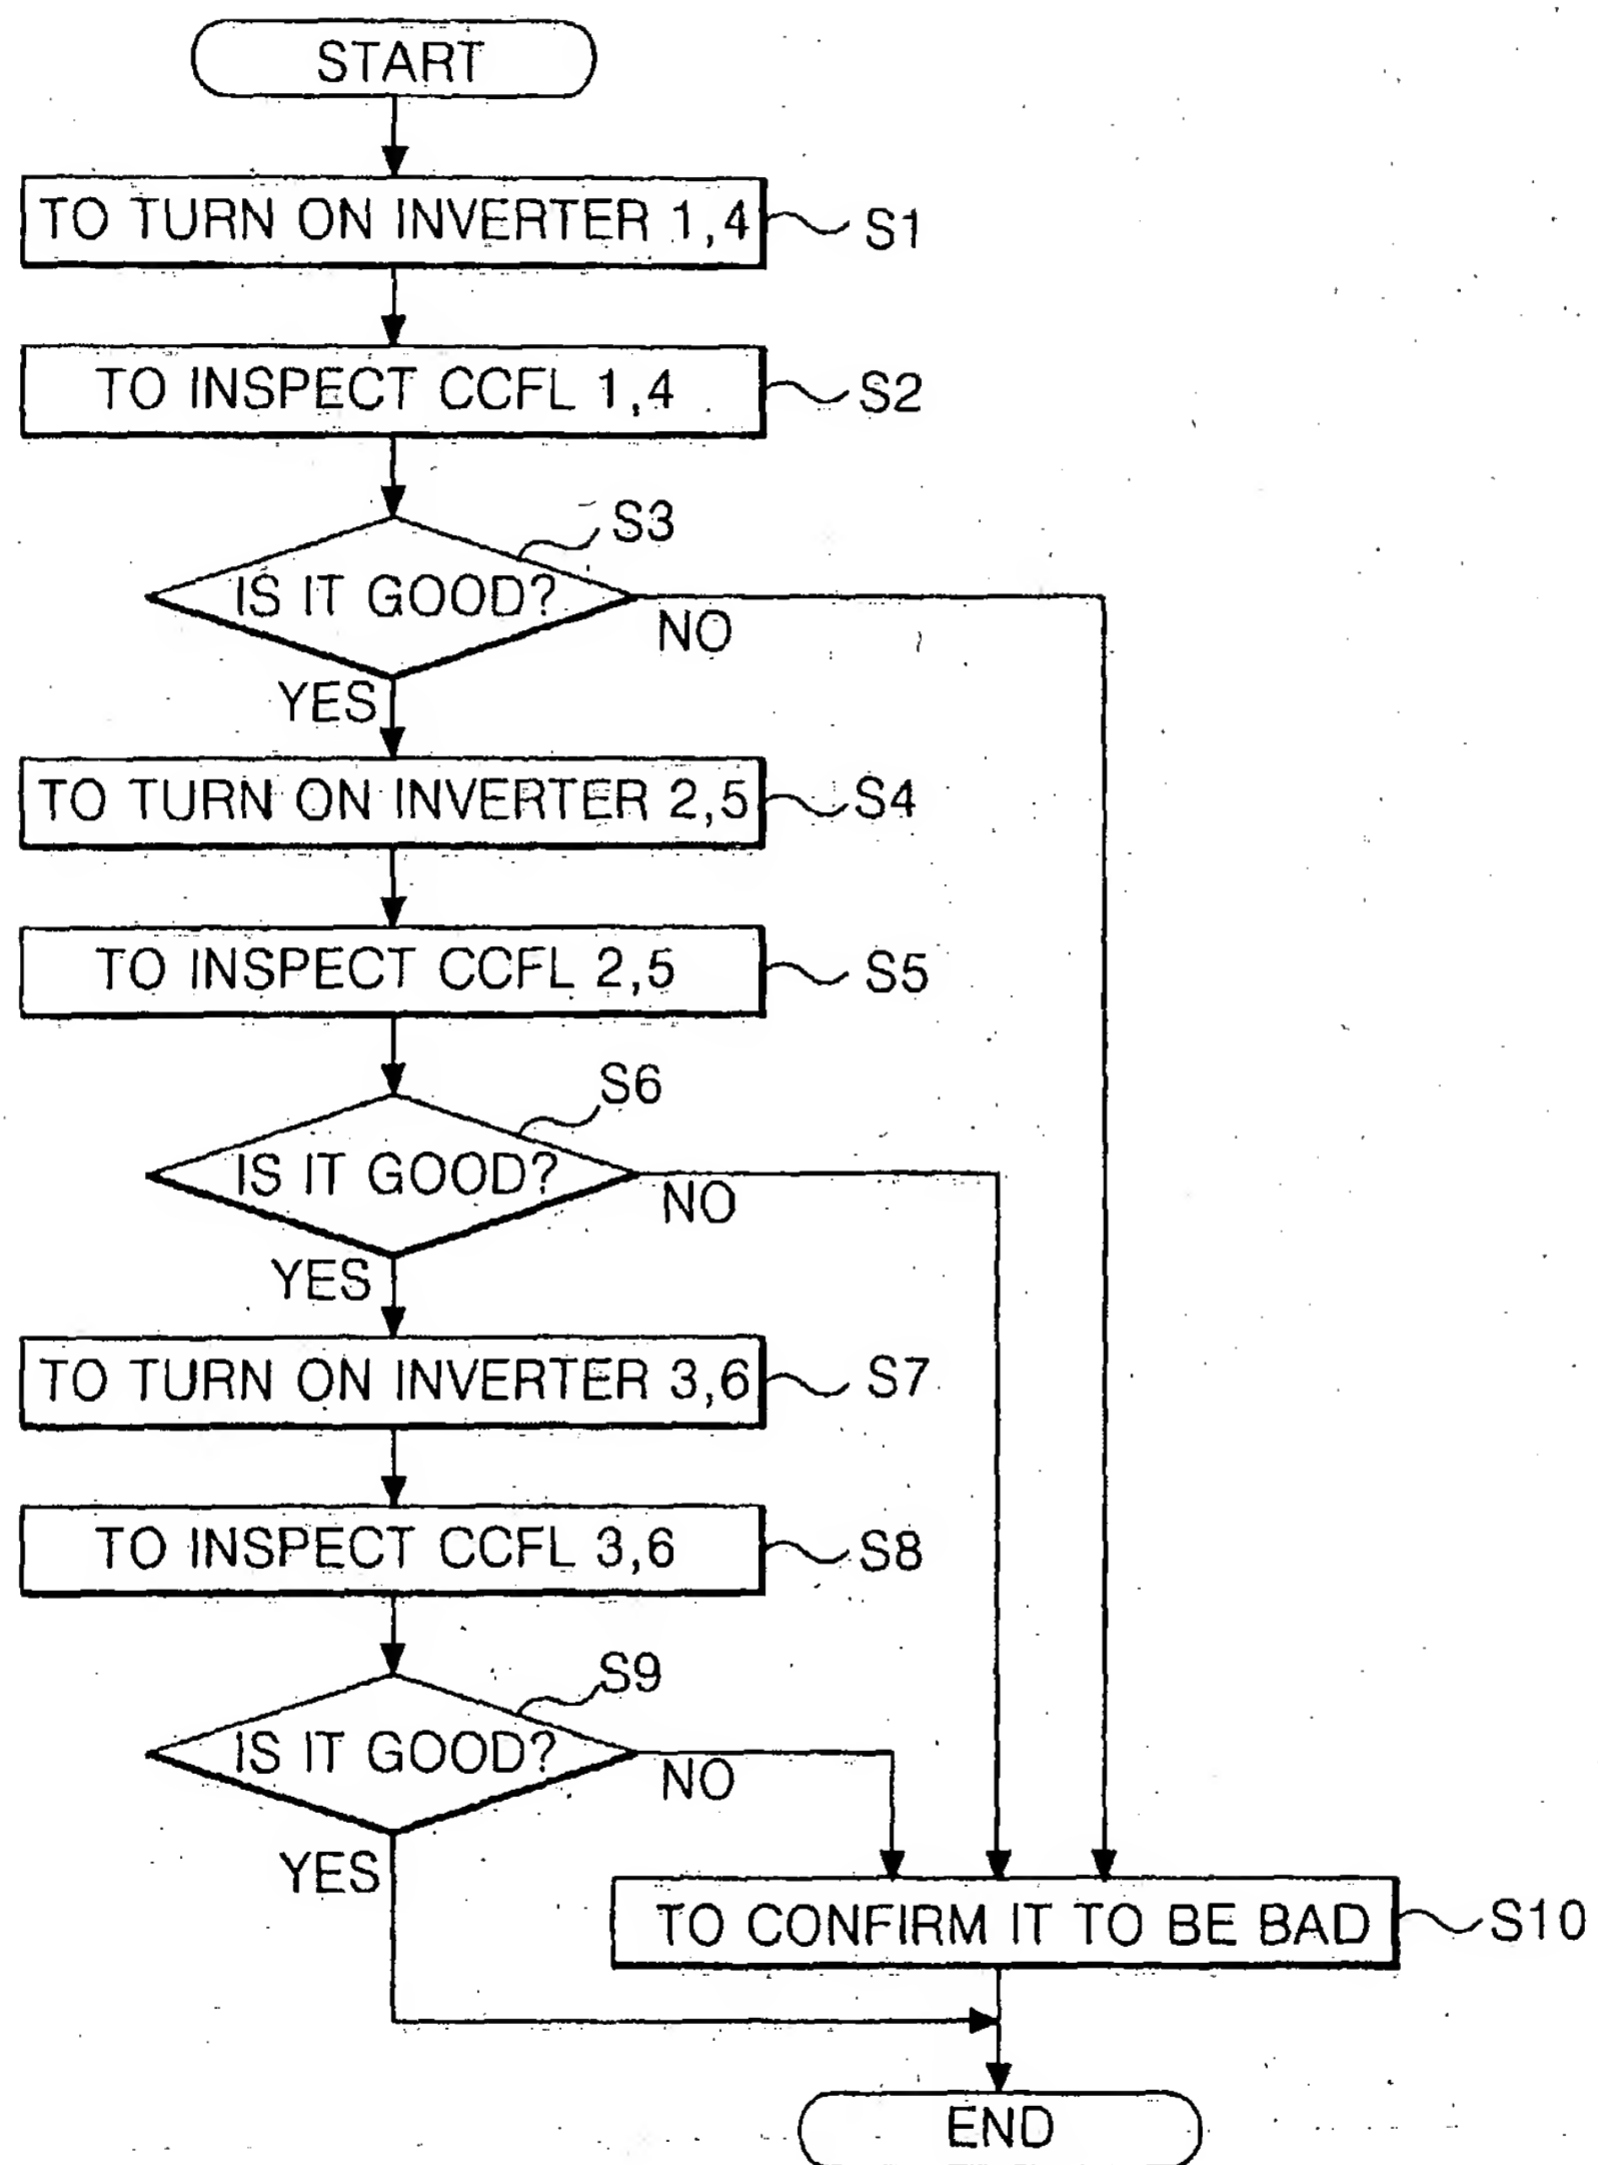 START
TO TURN ON INVERTER 1,4
S1
TO INSPECT CCFL 1,4
S2
S3
IS IT GOOD?
NO
YES
TO TURN ON INVERTER 2,5
S4
TO INSPECT CCFL 2,5
S5
S6
IS IT GOOD?
NO
YES
TO TURN ON INVERTER 3,6
S7
TO INSPECT CCFL 3,6
S8
S9
IS IT GOOD?
NO
YES
TO CONFIRM IT TO BE BAD
S10
END